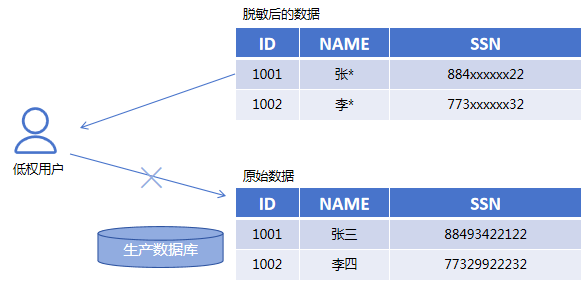 脱敏后的数据
ID NAME SSN
1001 张* 884xxxxxx22
1002 李* 773xxxxxx32
低权用户
原始数据
ID NAME SSN
1001 张三 88493422122
1002 李四 77329922232
生产数据库